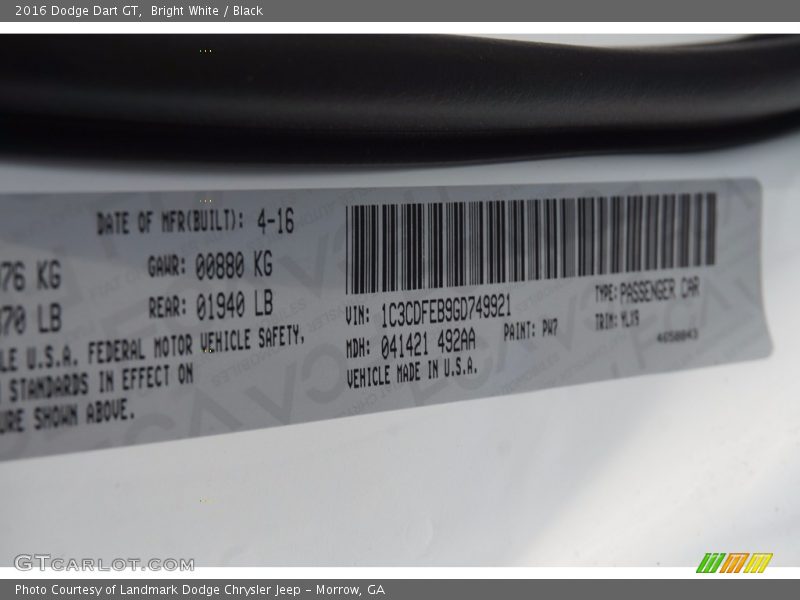 2016 Dodge Dart GT, Bright White / Black
DATE OF MFR(BUILT): 4-16
76 KG GAWR: 00880 KG
70 LB REAR: 01940 LB
LE U.S.A. FEDERAL MOTOR VEHICLE SAFETY,
STANDARDS IN EFFECT ON
URE SHOWN ABOVE.
VIN: 1C3CDFEB9GD749921 TYPE: PASSENGER CAR
MDH: 041421 492AA PAINT: PW7 TRIM: YLX9
VEHICLE MADE IN U.S.A. 4650043
GTCARLOT.COM
Photo Courtesy of Landmark Dodge Chrysler Jeep – Morrow, GA